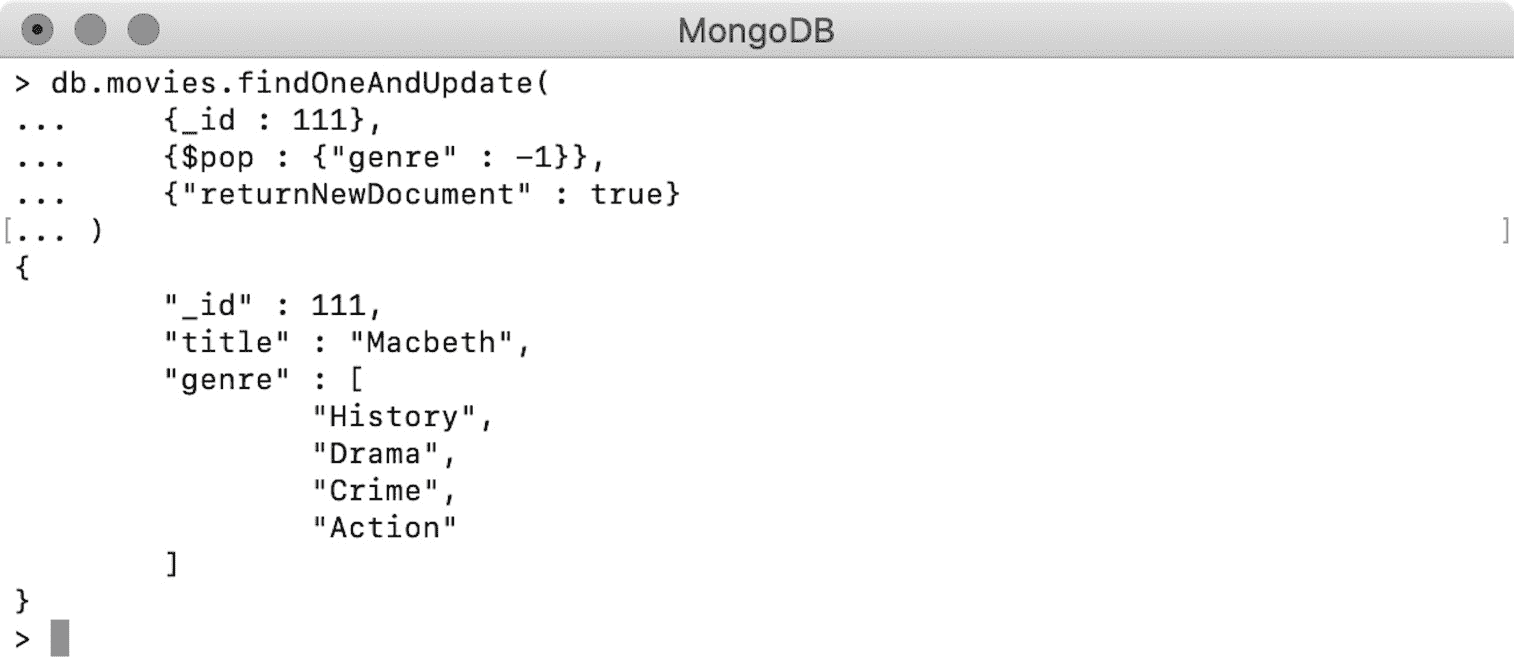 MongoDB
> db.movies.findOneAndUpdate(
...     {_id : 111},
...     {$pop : {"genre" : -1}},
...     {"returnNewDocument" : true}
[... )                                                                          ]
{
        "_id" : 111,
        "title" : "Macbeth",
        "genre" : [
                "History",
                "Drama",
                "Crime",
                "Action"
        ]
}
>